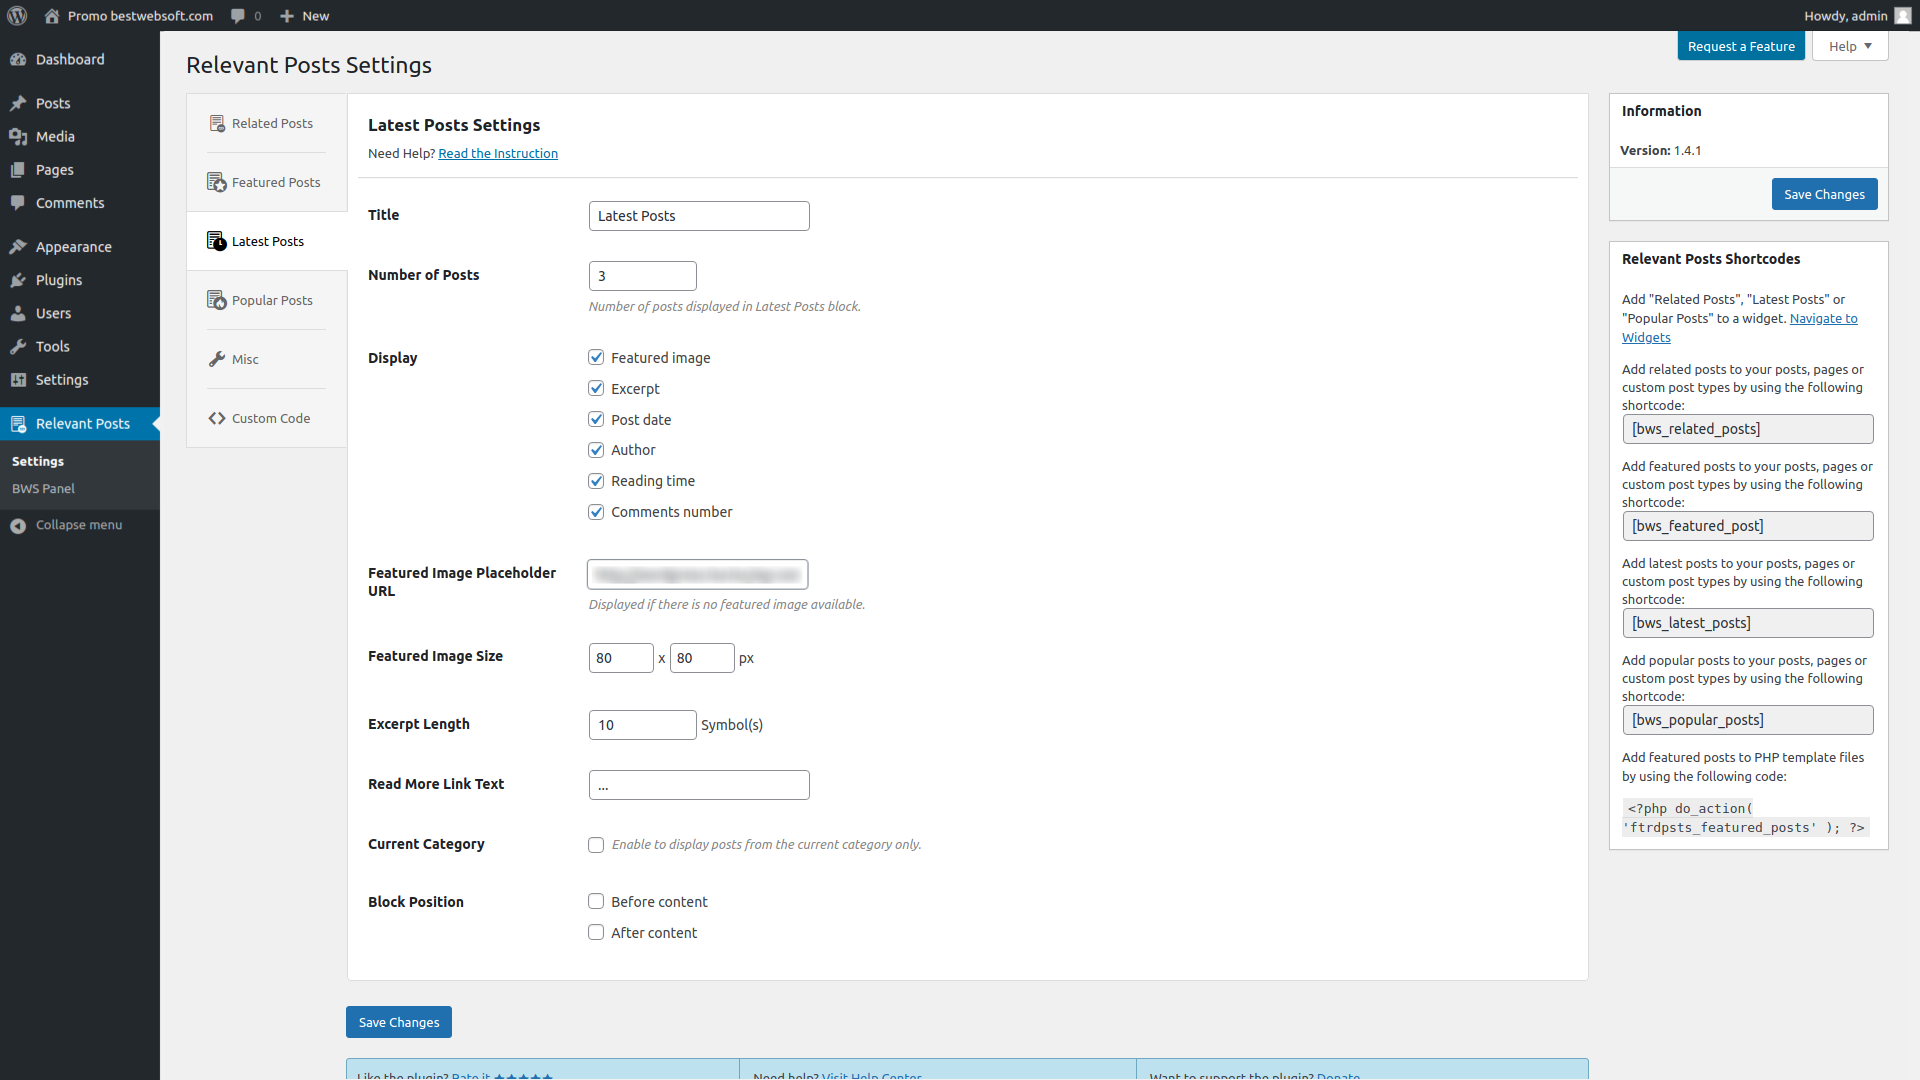 Promo bestwebsoft.com
0
New
Howdy, admin
Dashboard
Posts
Media
Pages
Comments
Appearance
Plugins
Users
Tools
Settings
Relevant Posts
Settings
BWS Panel
Collapse menu
Relevant Posts Settings
Request a Feature
Help
Related Posts
Featured Posts
Latest Posts
Popular Posts
Misc
Custom Code
Latest Posts Settings
Need Help? Read the Instruction
Title
Latest Posts
Number of Posts
3
Number of posts displayed in Latest Posts block.
Display
Featured image
Excerpt
Post date
Author
Reading time
Comments number
Featured Image Placeholder
URL
Displayed if there is no featured image available.
Featured Image Size
80 x 80 px
Excerpt Length
10 Symbol(s)
Read More Link Text
...
Current Category
Enable to display posts from the current category only.
Block Position
Before content
After content
Save Changes
Like the plugin? Rate it ★★★★★
Need help? Visit Help Center
Want to support the plugin? Donate
Information
Version: 1.4.1
Save Changes
Relevant Posts Shortcodes
Add "Related Posts", "Latest Posts" or
"Popular Posts" to a widget. Navigate to
Widgets
Add related posts to your posts, pages or
custom post types by using the following
shortcode:
[bws_related_posts]
Add featured posts to your posts, pages or
custom post types by using the following
shortcode:
[bws_featured_post]
Add latest posts to your posts, pages or
custom post types by using the following
shortcode:
[bws_latest_posts]
Add popular posts to your posts, pages or
custom post types by using the following
shortcode:
[bws_popular_posts]
Add featured posts to PHP template files
by using the following code:
<?php do_action(
'ftrdpsts_featured_posts' ); ?>